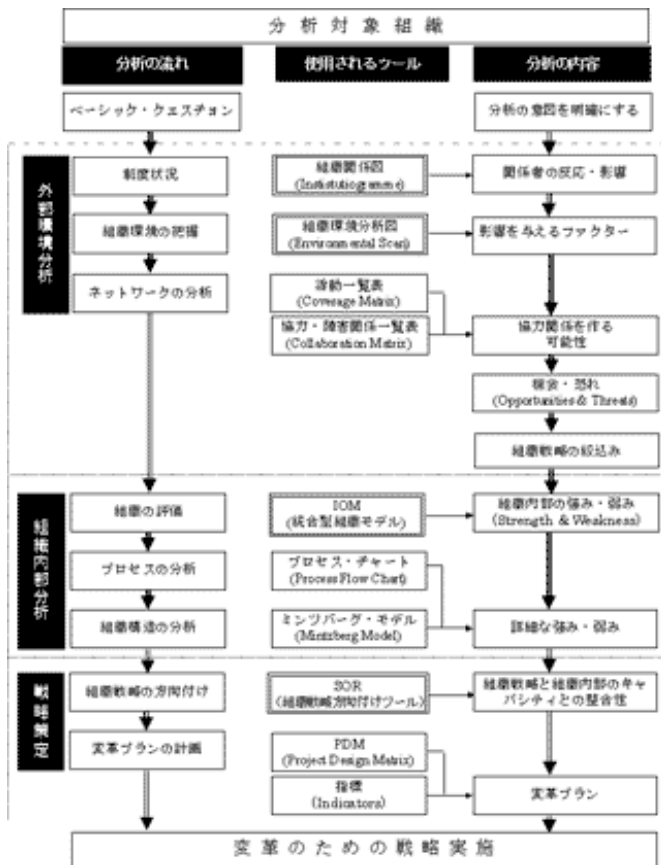 分析対象組織
分析の流れ
使用されるツール
分析の内容
ベーシック・クエスチョン
分析の意図を明確にする
外部環境分析
制度状況
組織関係図
(Institutiogramme)
関係者の反応・影響
組織環境の把握
組織環境分析図
(Environmental Scan)
影響を与えるファクター
ネットワークの分析
活動一覧表
(Coverage Matrix)
協力・障害関係一覧表
(Collaboration Matrix)
協力関係を作る
可能性
機会・恐れ
(Opportunities & Threats)
組織戦略の絞込み
組織内部分析
組織の評価
IOM
(統合型組織モデル)
組織内部の強み・弱み
(Strength & Weakness)
プロセスの分析
プロセス・チャート
(Process Flow Chart)
組織構造の分析
ミンツバーグ・モデル
(Mintzberg Model)
詳細な強み・弱み
戦略策定
組織戦略の方向付け
SOR
(組織戦略方向付けツール)
組織戦略と組織内部のキャ
パシティとの整合性
変革プランの計画
PDM
(Project Design Matrix)
指標
(Indicators)
変革プラン
変革のための戦略実施